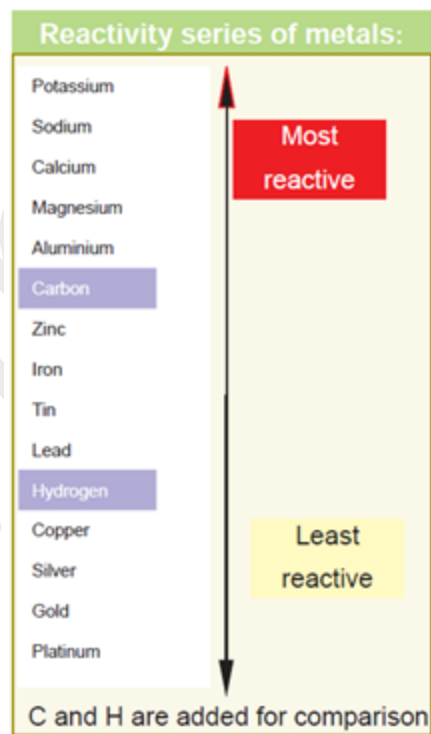 Reactivity series of metals:
Potassium
Sodium
Calcium
Magnesium
Aluminium
Carbon
Zinc
Iron
Tin
Lead
Hydrogen
Copper
Silver
Gold
Platinum
Most
reactive
Least
reactive
C and H are added for comparison